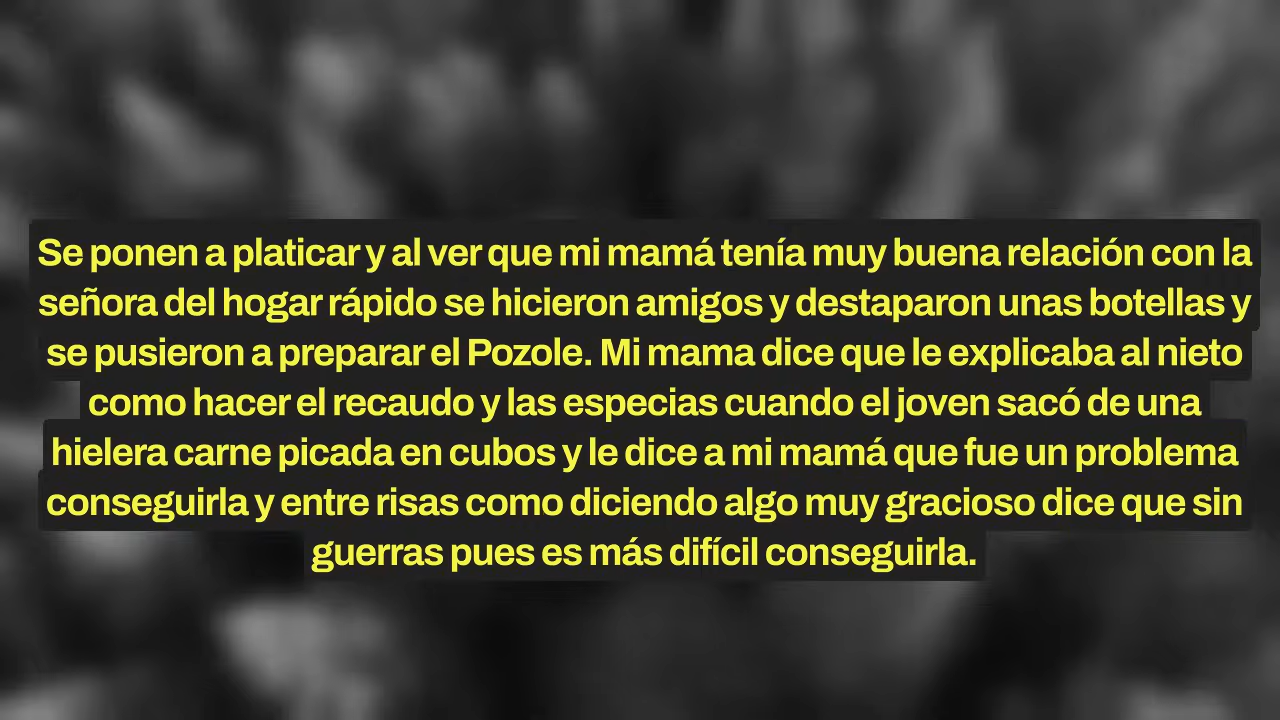 Se ponen a platicar y al ver que mi mamá tenía muy buena relación con la
señora del hogar rápido se hicieron amigos y destaparon unas botellas y
se pusieron a preparar el Pozole. Mi mama dice que le explicaba al nieto
como hacer el recaudo y las especias cuando el joven sacó de una
hielera carne picada en cubos y le dice a mi mamá que fue un problema
conseguirla y entre risas como diciendo algo muy gracioso dice que sin
guerras pues es más difícil conseguirla.